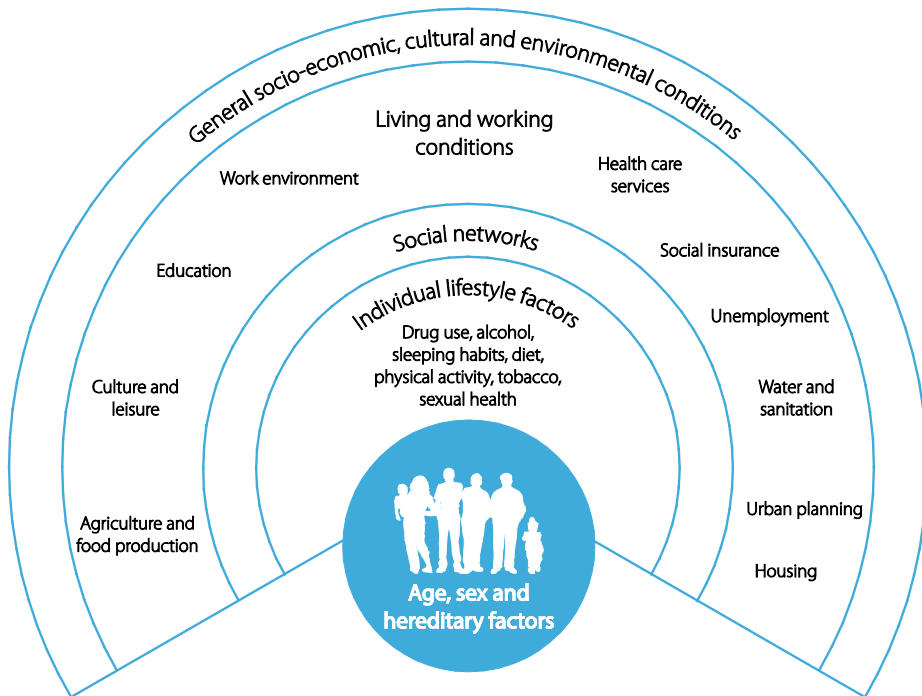 General socio-economic, cultural and environmental conditions
Living and working
conditions
Work environment
Health care
services
Education
Social insurance
Unemployment
Culture and
leisure
Water and
sanitation
Agriculture and
food production
Urban planning
Housing
Social networks
Individual lifestyle factors
Drug use, alcohol,
sleeping habits, diet,
physical activity, tobacco,
sexual health
Age, sex and
hereditary factors